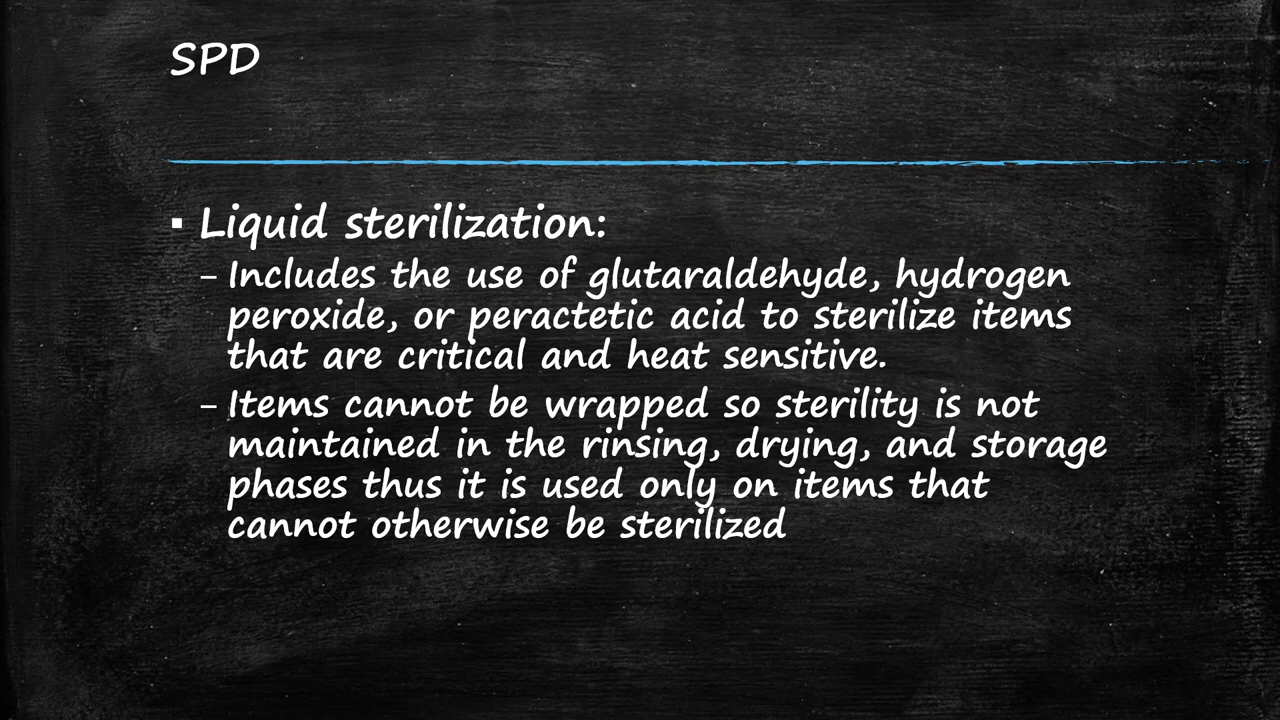 SPD
▪ Liquid sterilization:
– Includes the use of glutaraldehyde, hydrogen
peroxide, or peractetic acid to sterilize items
that are critical and heat sensitive.
– Items cannot be wrapped so sterility is not
maintained in the rinsing, drying, and storage
phases thus it is used only on items that
cannot otherwise be sterilized